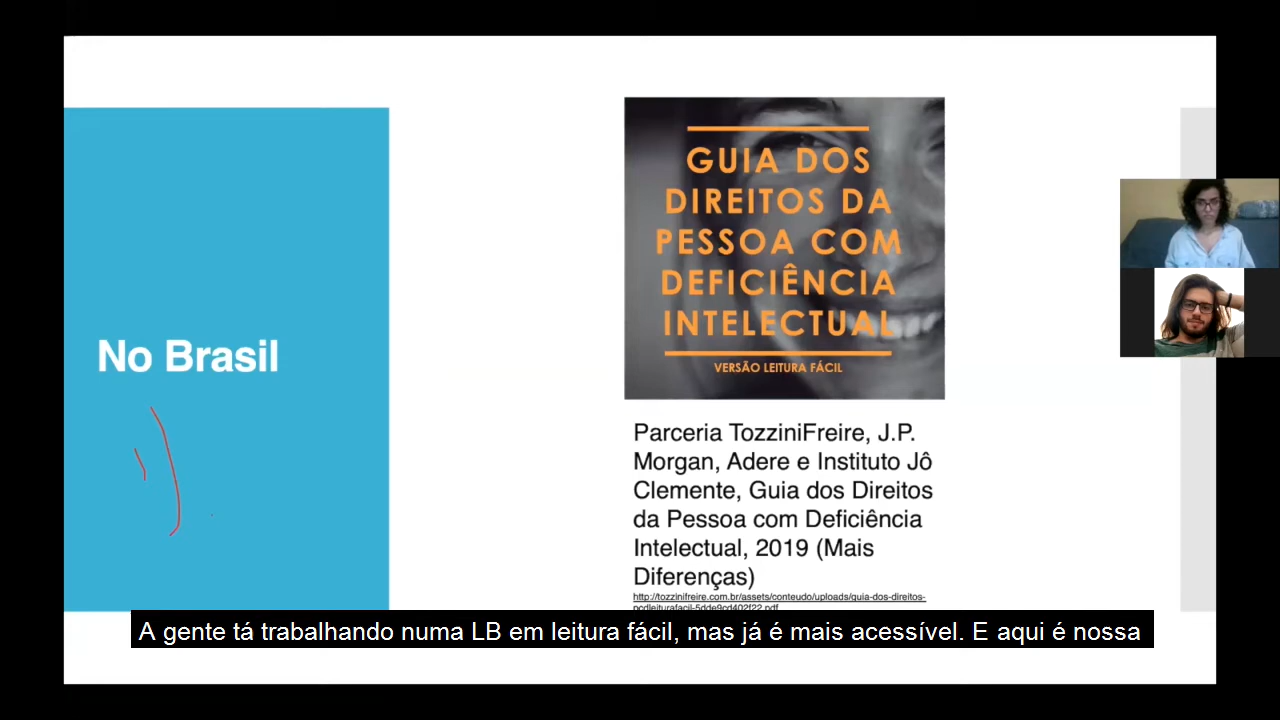 No Brasil
GUIA DOS
DIREITOS DA
PESSOA COM
DEFICIÊNCIA
INTELECTUAL
VERSÃO LEITURA FÁCIL
Parceria TozziniFreire, J.P.
Morgan, Adere e Instituto Jô
Clemente, Guia dos Direitos
da Pessoa com Deficiência
Intelectual, 2019 (Mais
Diferenças)
http://tozzinifreire.com.br/assets/conteudo/uploads/guia-dos-direitos-
A gente tá trabalhando numa LB em leitura fácil, mas já é mais acessível. E aqui é nossa